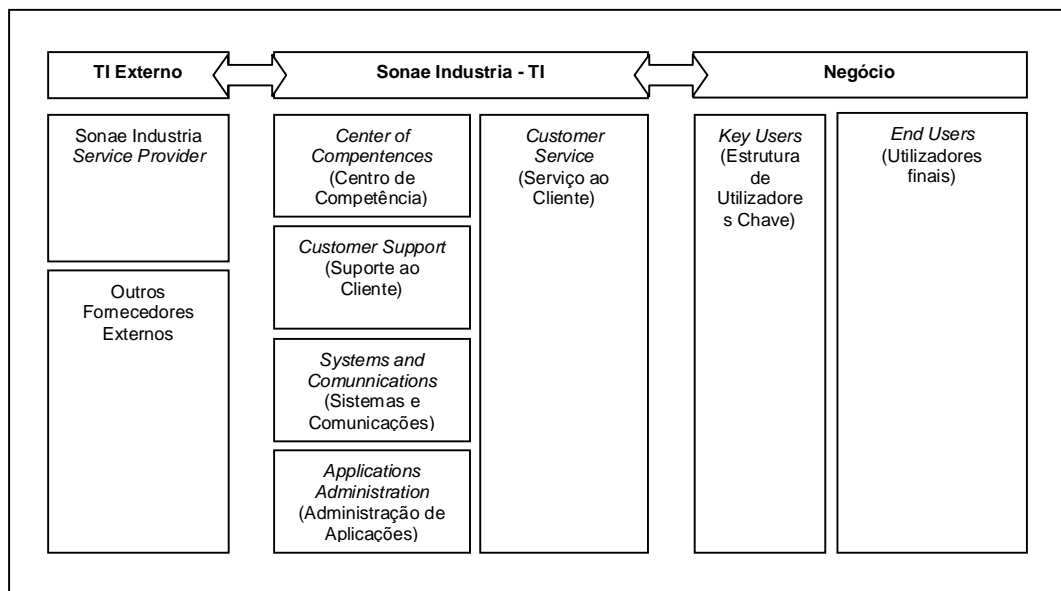 TI Externo
Sonae Industria - TI
Negócio
Sonae Industria
Service Provider
Outros
Fornecedores
Externos
Center of
Compentences
(Centro de
Competência)
Customer Support
(Suporte ao
Cliente)
Systems and
Comunnications
(Sistemas e
Comunicações)
Applications
Administration
(Administração de
Aplicações)
Customer
Service
(Serviço ao
Cliente)
Key Users
(Estrutura
de
Utilizadore
s Chave)
End Users
(Utilizadores
finais)